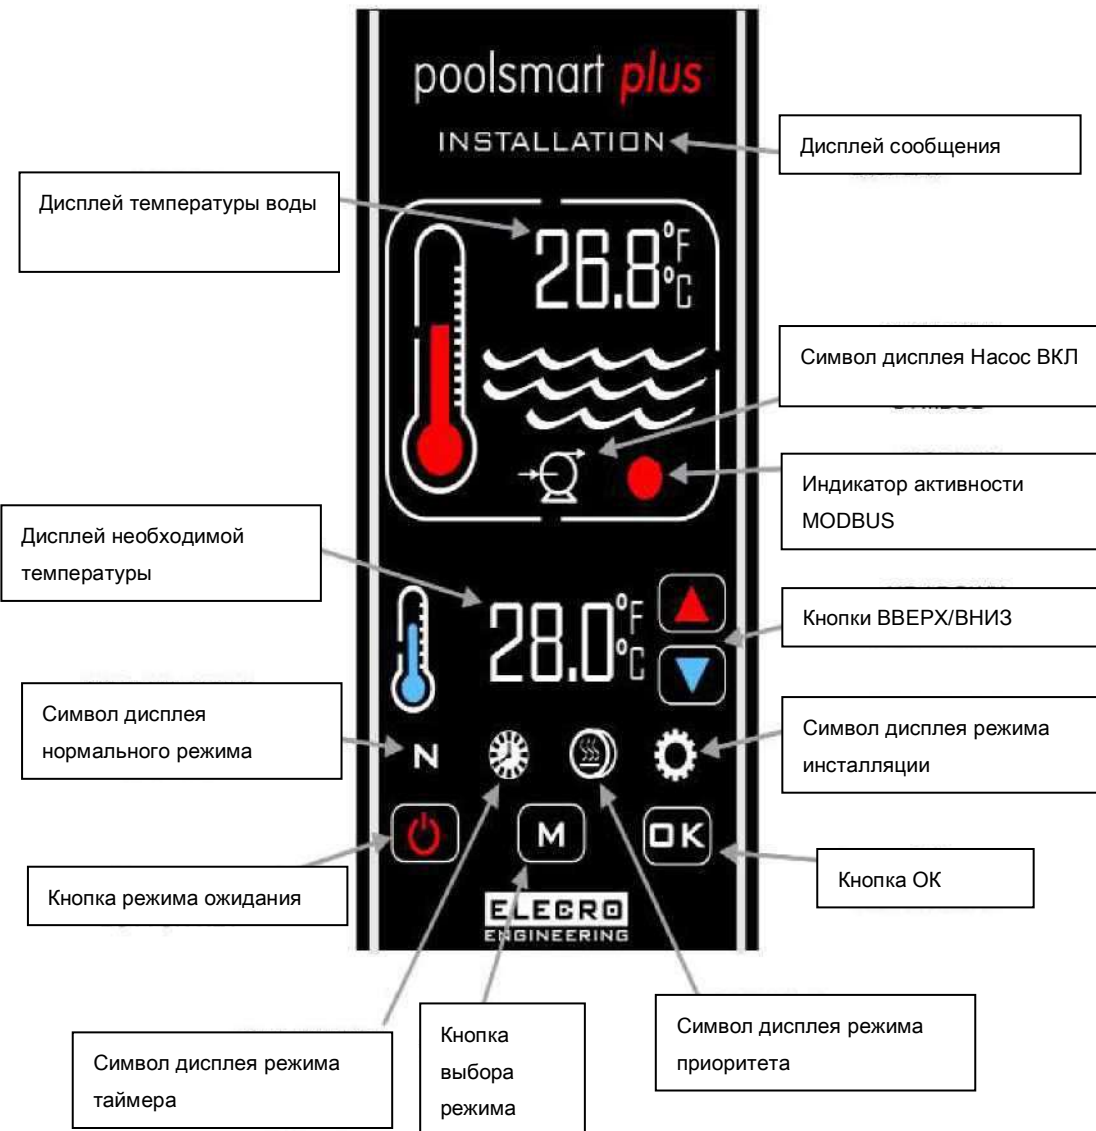 poolsmart plus
INSTALLATION
Дисплей сообщения
Дисплей температуры воды
26.8 °F
°C
Символ дисплея Насос ВКЛ
Индикатор активности
MODBUS
Дисплей необходимой
температуры
28.0 °F
°C
Кнопки ВВЕРХ/ВНИЗ
Символ дисплея
нормального режима
Символ дисплея режима
инсталляции
N
M
OK
Кнопка режима ожидания
Кнопка ОК
ELECRO
ENGINEERING
Символ дисплея режима
таймера
Кнопка
выбора
режима
Символ дисплея режима
приоритета